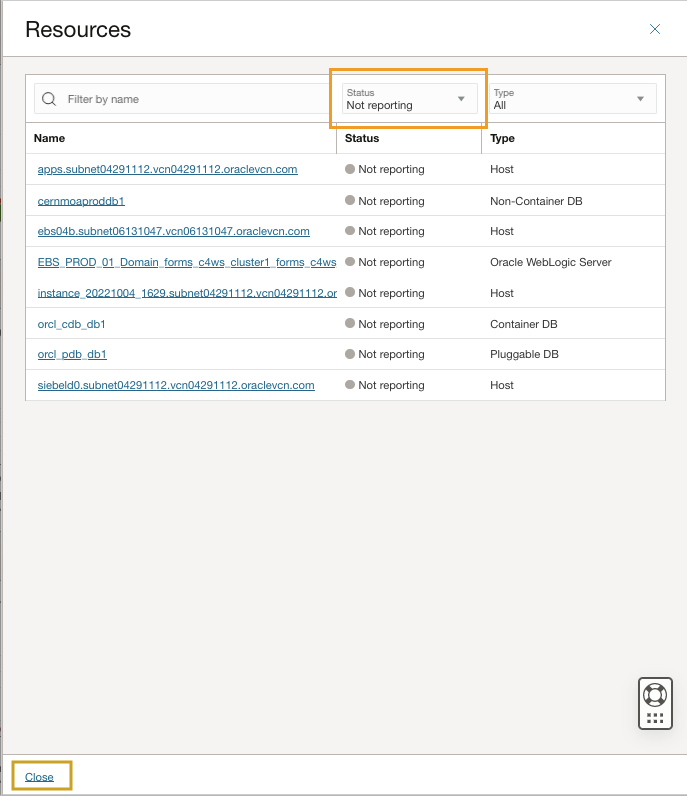 Resources
Filter by name
Status
Not reporting
Type
All
Name Status Type
apps.subnet04291112.vcn04291112.oraclevcn.com Not reporting Host
cernmoaproddb1 Not reporting Non-Container DB
ebs04b.subnet06131047.vcn06131047.oraclevcn.com Not reporting Host
EBS_PROD_01_Domain_forms_c4ws_cluster1_forms_c4ws Not reporting Oracle WebLogic Server
instance_20221004_1629.subnet04291112.vcn04291112.or Not reporting Host
orcl_cdb_db1 Not reporting Container DB
orcl_pdb_db1 Not reporting Pluggable DB
siebeld0.subnet04291112.vcn04291112.oraclevcn.com Not reporting Host
Close